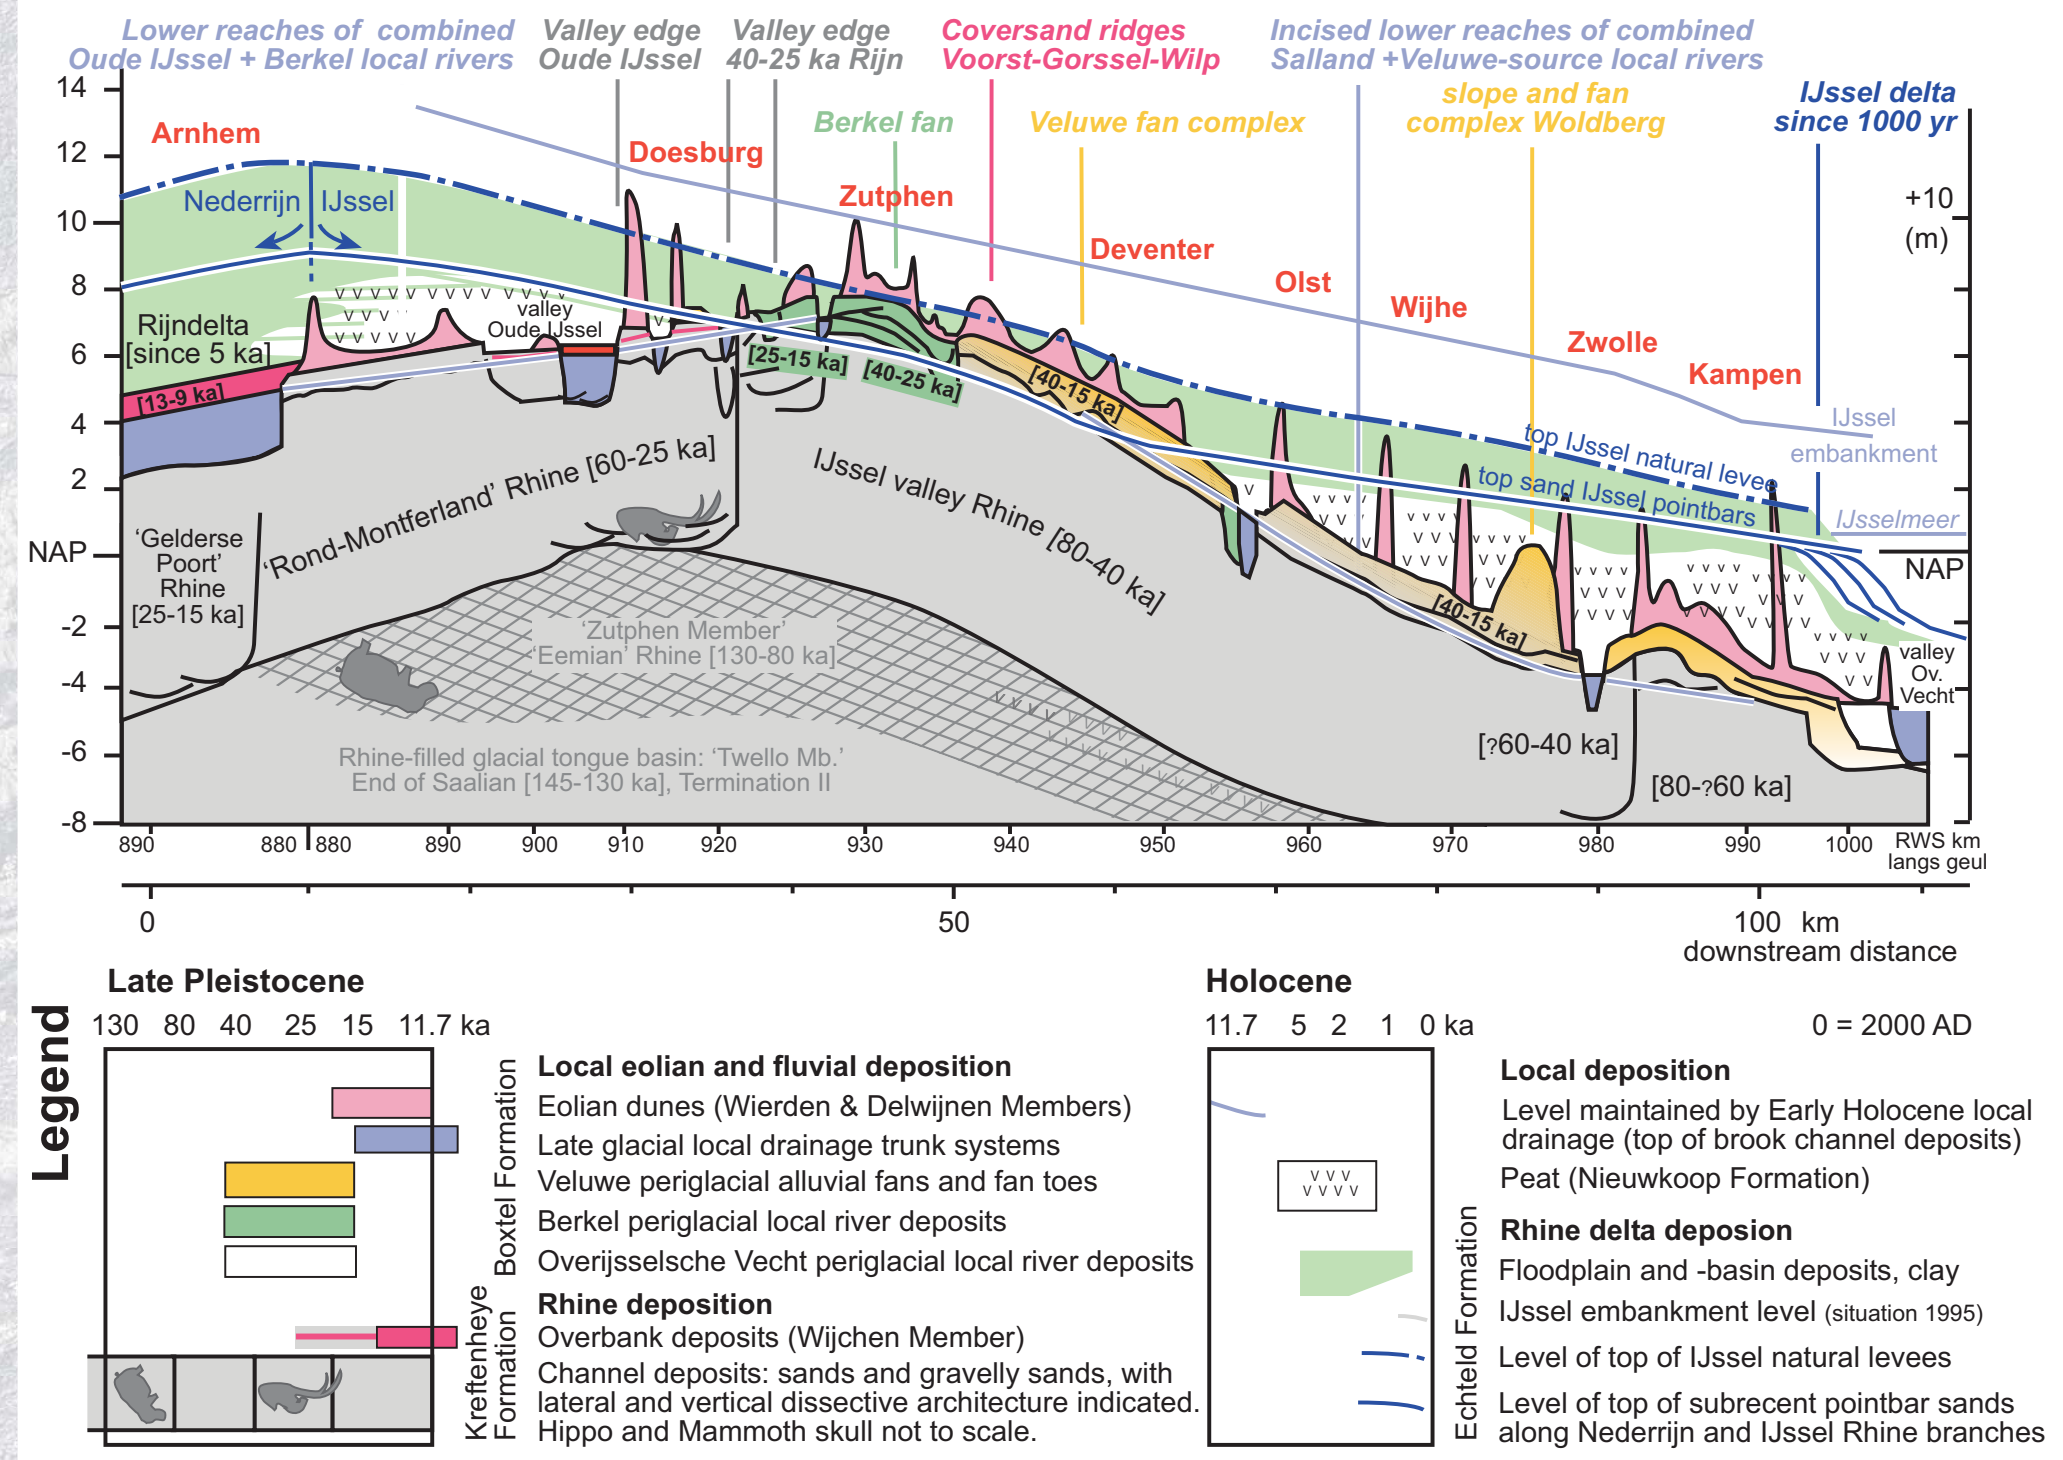 Lower reaches of combined
Oude IJssel + Berkel local rivers
Valley edge
Oude IJssel
Valley edge
40-25 ka Rijn
Coversand ridges
Voorst-Gorssel-Wilp
Incised lower reaches of combined
Salland +Veluwe-source local rivers
Berkel fan
Veluwe fan complex
slope and fan
complex Woldberg
IJssel delta
since 1000 yr
14
12
10
8
6
4
2
NAP
-2
-4
-6
-8
Arnhem
Doesburg
Zutphen
Deventer
Olst
Wijhe
Zwolle
Kampen
+10
(m)
NAP
Nederrijn
IJssel
Rijndelta
[since 5 ka]
[13-9 ka]
valley
Oude IJssel
[25-15 ka]
[40-25 ka]
[40-15 ka]
[40-15 ka]
IJssel
embankment
top IJssel natural levee
top sand IJssel pointbars
IJsselmeer
valley
Ov.
Vecht
'Gelderse
Poort'
Rhine
[25-15 ka]
'Rond-Montferland' Rhine [60-25 ka]
IJssel valley Rhine [80-40 ka]
'Zutphen Member'
'Eemian' Rhine [130-80 ka]
Rhine-filled glacial tongue basin: 'Twello Mb.'
End of Saalian [145-130 ka], Termination II
[?60-40 ka]
[80-?60 ka]
890 880 880 890 900 910 920 930 940 950 960 970 980 990 1000 RWS km
langs geul
0 50 100 km
downstream distance
Legend
Late Pleistocene
130 80 40 25 15 11.7 ka
Boxtel Formation
Local eolian and fluvial deposition
Eolian dunes (Wierden & Delwijnen Members)
Late glacial local drainage trunk systems
Veluwe periglacial alluvial fans and fan toes
Berkel periglacial local river deposits
Overijsselsche Vecht periglacial local river deposits
Kreftenheye
Formation
Rhine deposition
Overbank deposits (Wijchen Member)
Channel deposits: sands and gravelly sands, with
lateral and vertical dissective architecture indicated.
Hippo and Mammoth skull not to scale.
Holocene
11.7 5 2 1 0 ka
0 = 2000 AD
Local deposition
Level maintained by Early Holocene local
drainage (top of brook channel deposits)
Peat (Nieuwkoop Formation)
Echteld Formation
Rhine delta deposion
Floodplain and -basin deposits, clay
IJssel embankment level (situation 1995)
Level of top of IJssel natural levees
Level of top of subrecent pointbar sands
along Nederrijn and IJssel Rhine branches